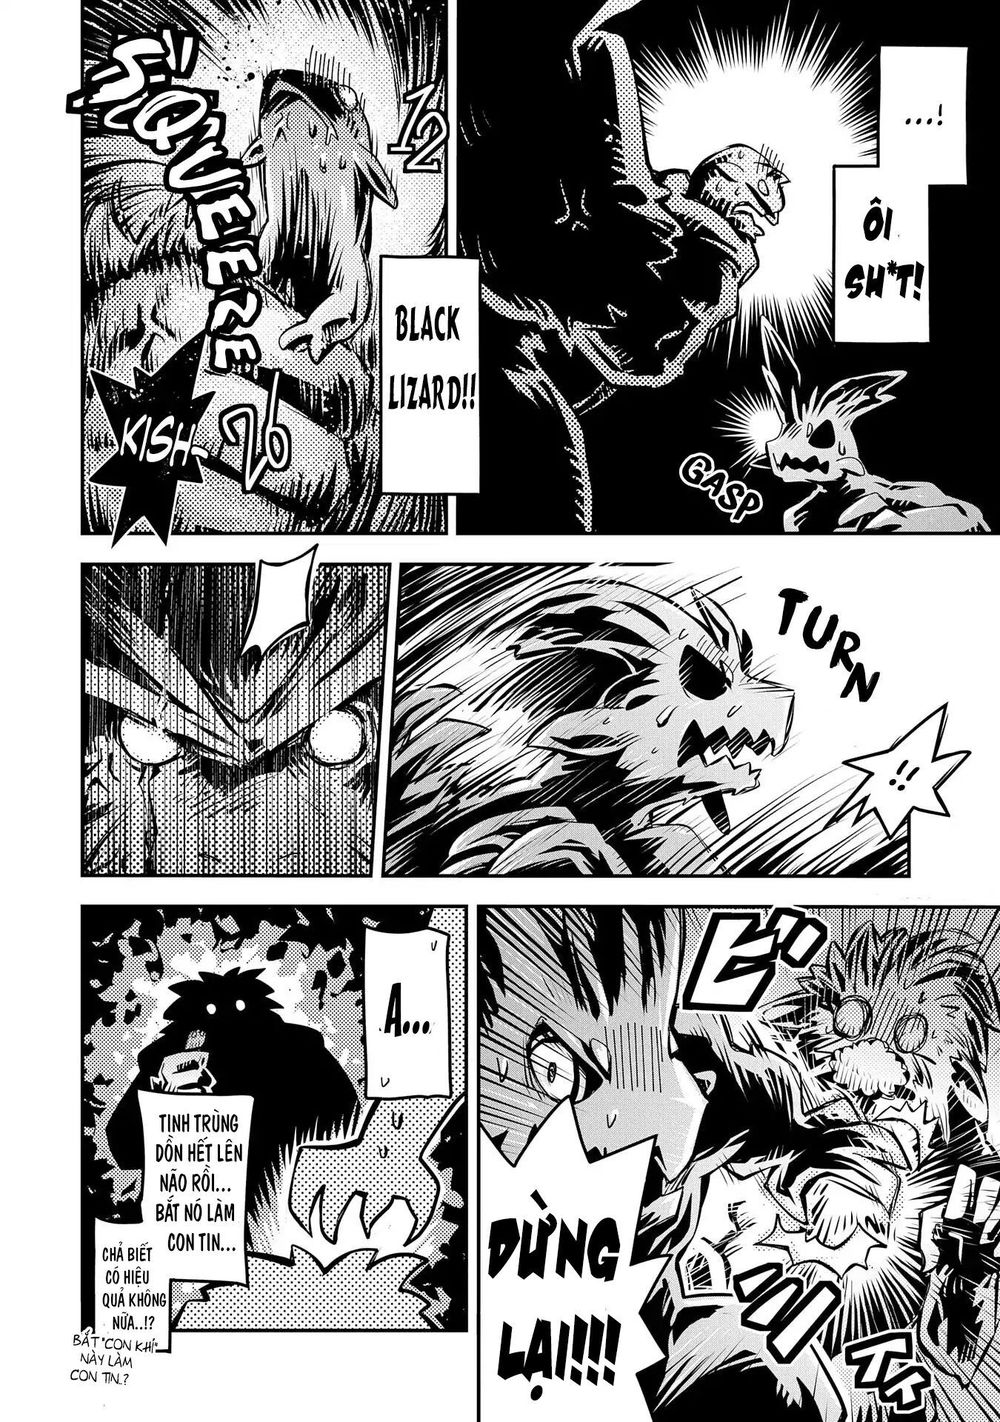 ...!
ÔI
SH*T!
GASP
BLACK
LIZARD!!
12
SQUEEEZE
KISH-
26
TURN
!!
ビ
DỪNG
LẠI!!!!
A...
TINH TRÙNG
DỒN HẾT LÊN
NÃO RỒI...
BẮT NÓ LÀM
CON TIN...
CHẢ BIẾT
CÓ HIỆU
QUẢ KHÔNG
NỮA..!?
BẮT "CON KHỈ"
NÀY LÀM
CON TIN..?